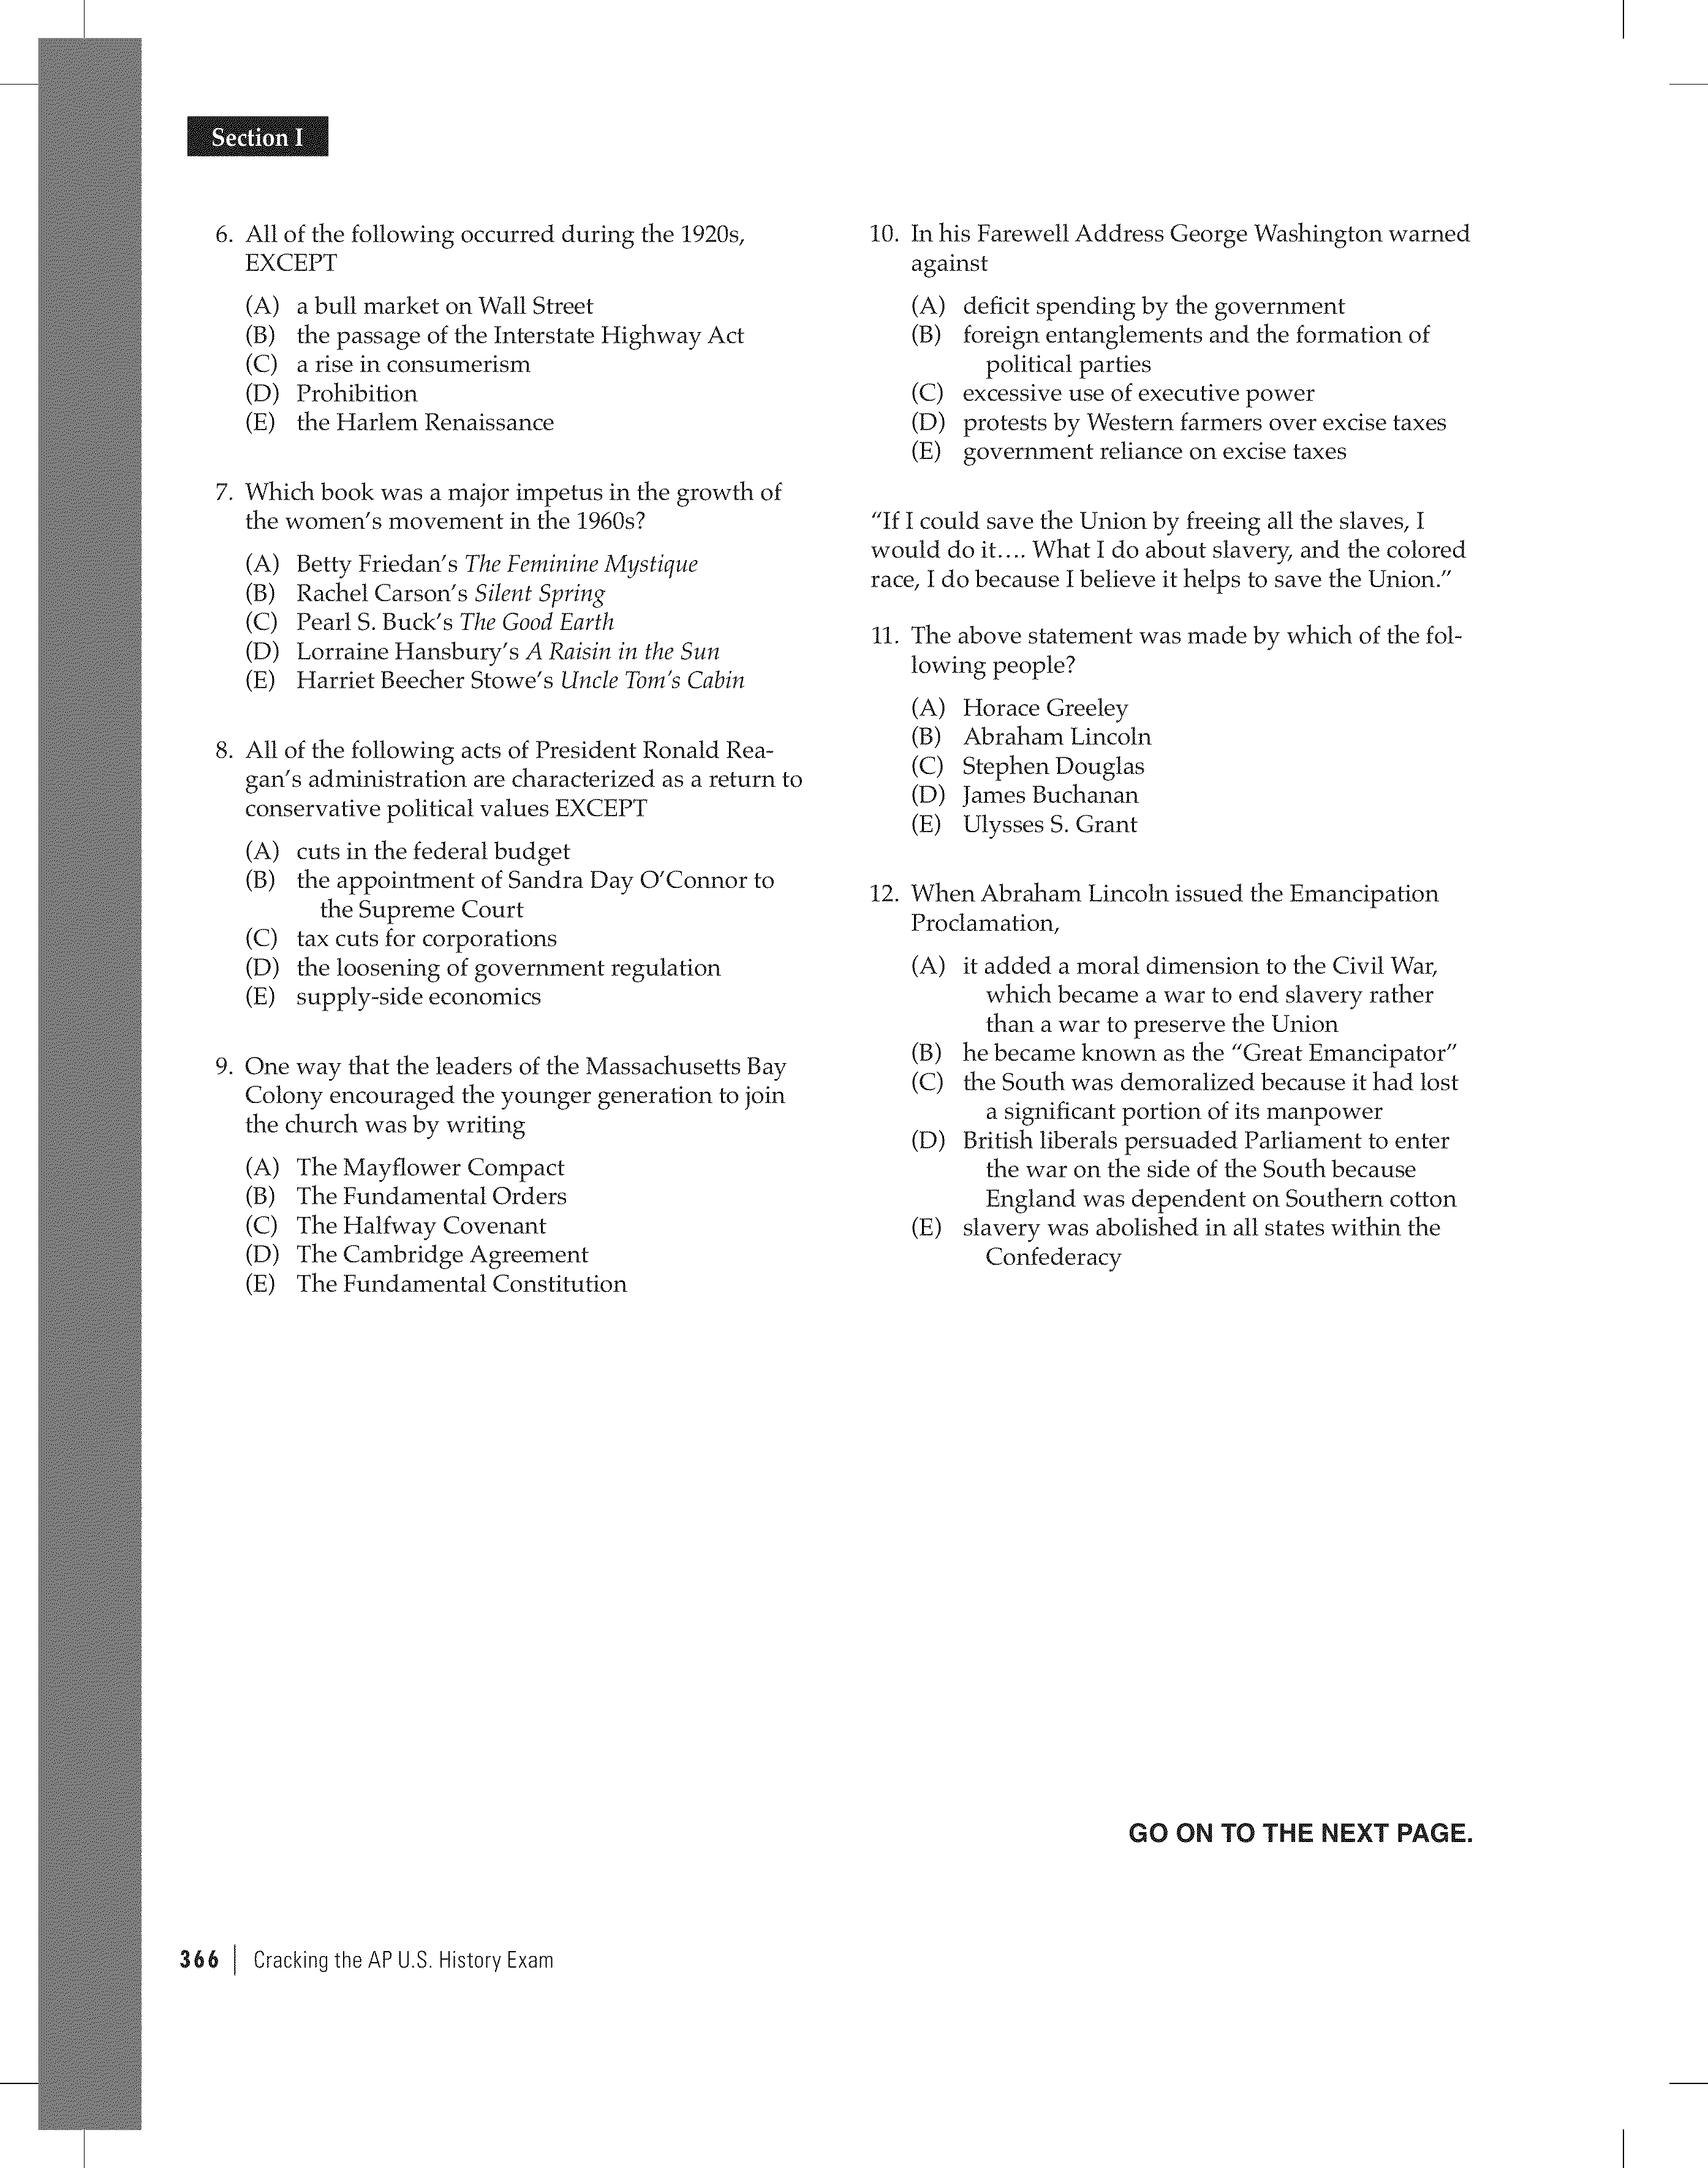 Section I
6. All of the following occurred during the 1920s,
EXCEPT
(A) a bull market on Wall Street
(B) the passage of the Interstate Highway Act
(C) a rise in consumerism
(D) Prohibition
(E) the Harlem Renaissance
7. Which book was a major impetus in the growth of
the women's movement in the 1960s?
(A) Betty Friedan's The Feminine Mystique
(B) Rachel Carson's Silent Spring
(C) Pearl S. Buck's The Good Earth
(D) Lorraine Hansbury's A Raisin in the Sun
(E) Harriet Beecher Stowe's Uncle Tom's Cabin
8. All of the following acts of President Ronald Rea-
gan's administration are characterized as a return to
conservative political values EXCEPT
(A) cuts in the federal budget
(B) the appointment of Sandra Day O'Connor to
the Supreme Court
(C) tax cuts for corporations
(D) the loosening of government regulation
(E) supply-side economics
9. One way that the leaders of the Massachusetts Bay
Colony encouraged the younger generation to join
the church was by writing
(A) The Mayflower Compact
(B) The Fundamental Orders
(C) The Halfway Covenant
(D) The Cambridge Agreement
(E) The Fundamental Constitution
10. In his Farewell Address George Washington warned
against
(A) deficit spending by the government
(B) foreign entanglements and the formation of
political parties
(C) excessive use of executive power
(D) protests by Western farmers over excise taxes
(E) government reliance on excise taxes
"If I could save the Union by freeing all the slaves, I
would do it.... What I do about slavery, and the colored
race, I do because I believe it helps to save the Union."
11. The above statement was made by which of the fol-
lowing people?
(A) Horace Greeley
(B) Abraham Lincoln
(C) Stephen Douglas
(D) James Buchanan
(E) Ulysses S. Grant
12. When Abraham Lincoln issued the Emancipation
Proclamation,
(A) it added a moral dimension to the Civil War,
which became a war to end slavery rather
than a war to preserve the Union
(B) he became known as the "Great Emancipator"
(C) the South was demoralized because it had lost
a significant portion of its manpower
(D) British liberals persuaded Parliament to enter
the war on the side of the South because
England was dependent on Southern cotton
(E) slavery was abolished in all states within the
Confederacy
GO ON TO THE NEXT PAGE.
366 | Cracking the AP U.S. History Exam